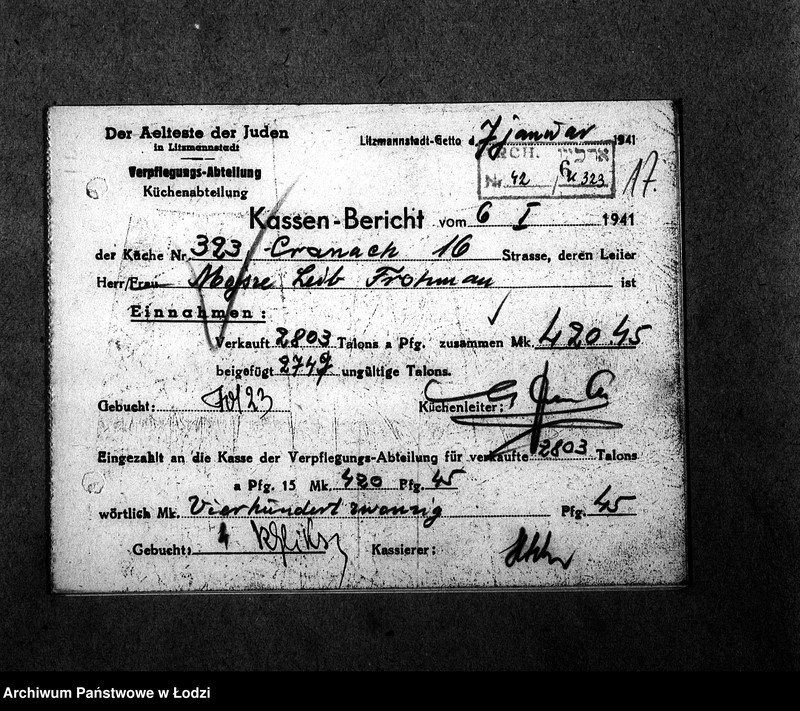 Der Aelteste der Juden
in Litzmannstadt
Verpflegungs-Abteilung
Küchenabteilung
Litzmannstadt-Getto d. 7 januar 1941
ARCH. ארכיו
Nr 42 / 323
17.
Kassen-Bericht vom 6 I 1941
der Küche Nr. 323 Cranach 16 Strasse, deren Leiter
Herr/Frau Leib ist
Einnahmen:
Verkauft 2803 Talons a Pfg. zusammen Mk. 420.45
beigefügt 2749 ungültige Talons.
Gebucht: Küchenleiter:
Eingezahlt an die Kasse der Verpflegungs-Abteilung für verkaufte 2803 Talons
a Pfg. 15 Mk. 420 Pfg. 45
wörtlich Mk. Vierhundert zwanzig Pfg. 45
Gebucht: Kassierer:
Archiwum Państwowe w Łodzi